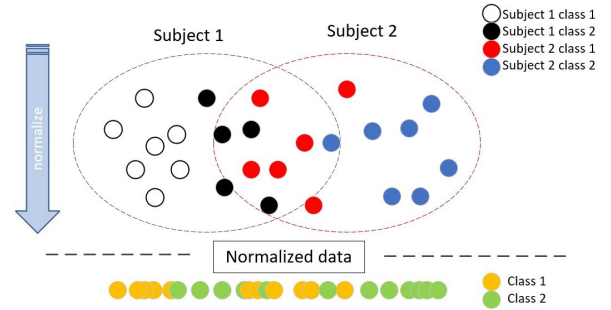 Subject 1
Subject 2
Subject 1 class 1
Subject 1 class 2
Subject 2 class 1
Subject 2 class 2
normalize
Normalized data
Class 1
Class 2